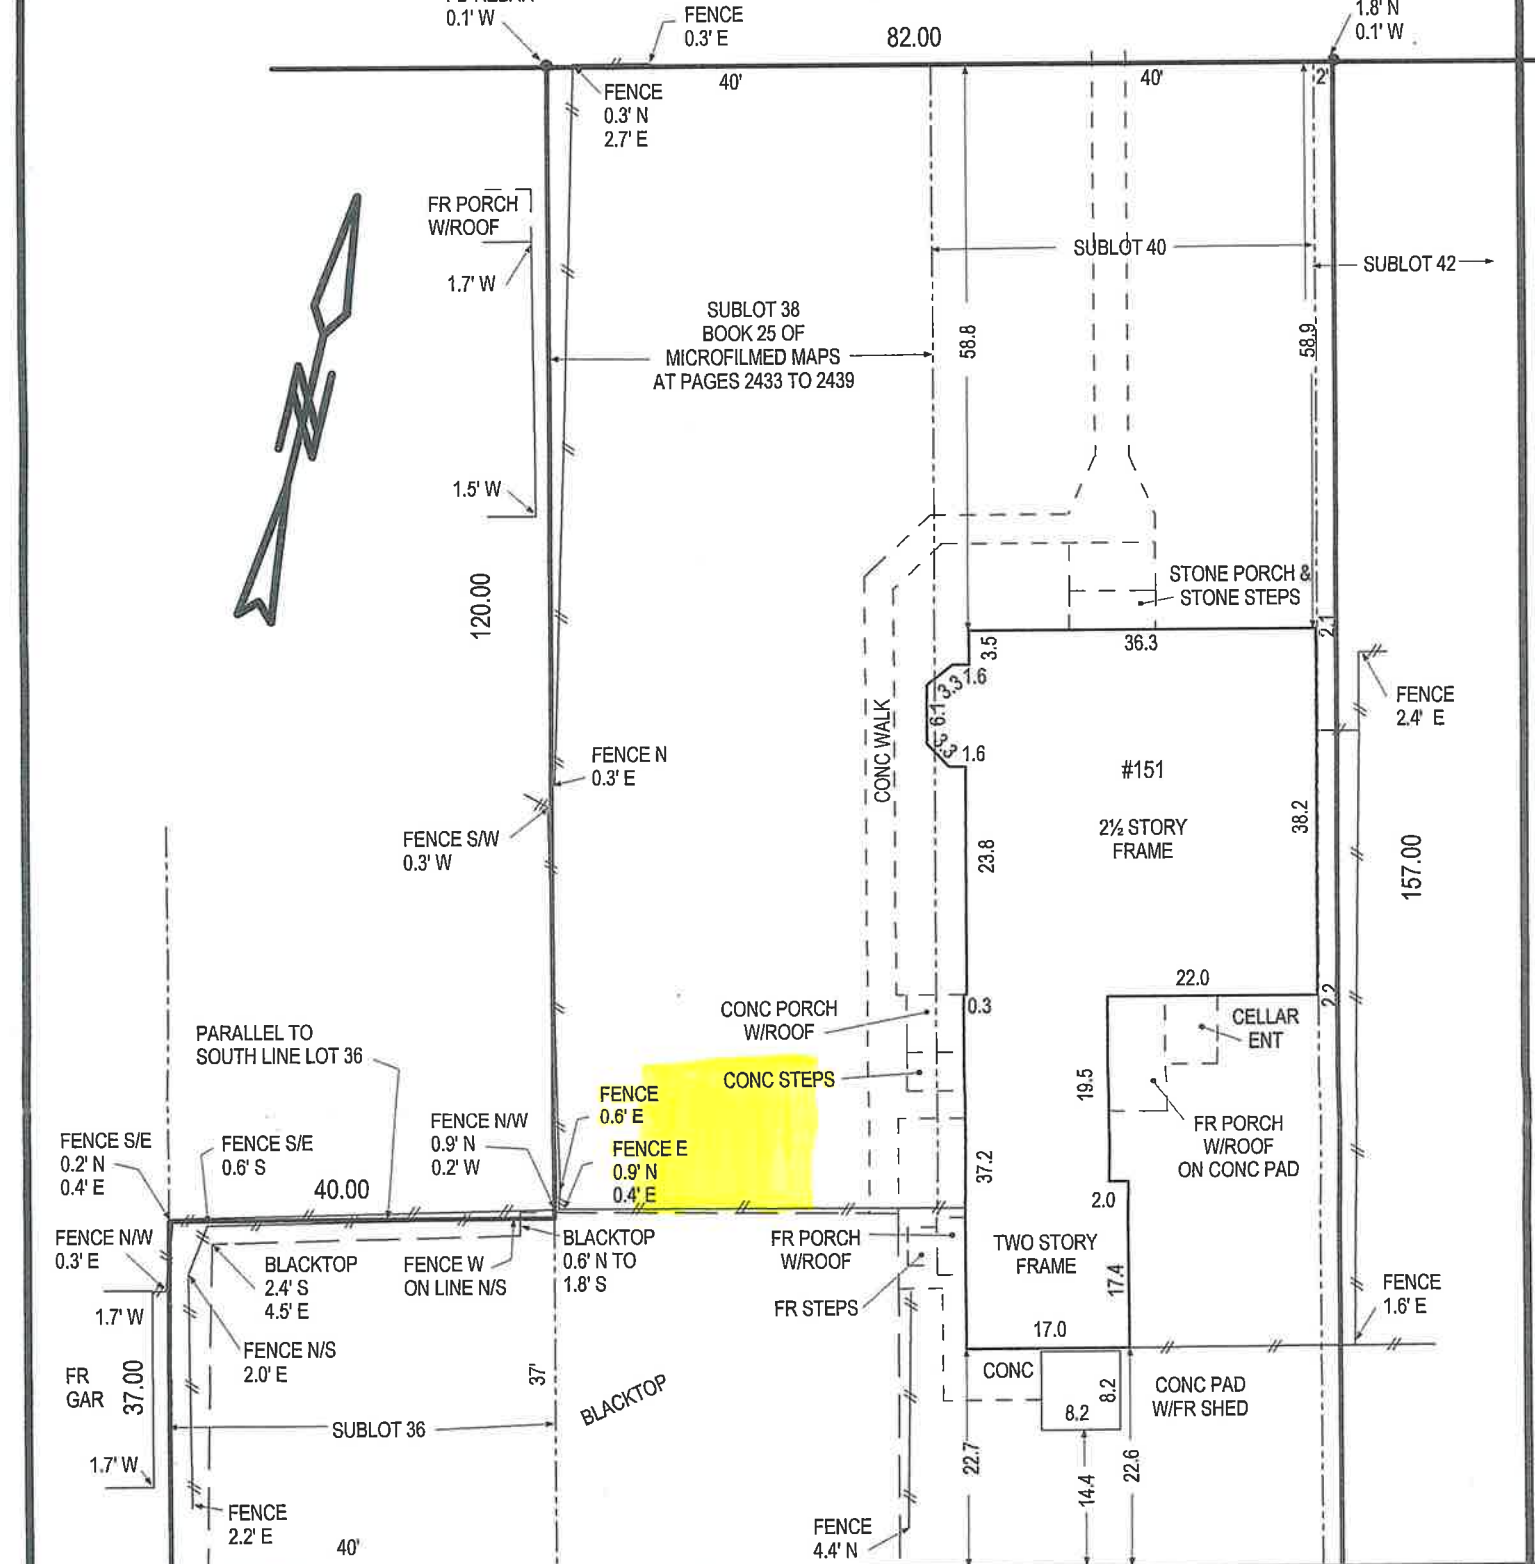 0.1' W
FENCE
0.3' E
82.00
1.8' N
0.1' W
40'
40'
2'
FENCE
0.3' N
2.7' E
FR PORCH
W/ROOF
1.7' W
SUBLOT 40
SUBLOT 42
SUBLOT 38
BOOK 25 OF
MICROFILMED MAPS
AT PAGES 2433 TO 2439
58.8
58.9
N
1.5' W
120.00
STONE PORCH &
STONE STEPS
2.1
3.5
36.3
1.6
3.3
6.1
3.3
1.6
FENCE
2.4' E
CONC WALK
FENCE N
0.3' E
#151
2½ STORY
FRAME
38.2
FENCE S/W
0.3' W
23.8
157.00
22.0
2.2
0.3
CONC PORCH
W/ROOF
CELLAR
ENT
PARALLEL TO
SOUTH LINE LOT 36
CONC STEPS
19.5
FENCE
0.6' E
FENCE N/W
0.9' N
0.2' W
FENCE E
0.9' N
0.4' E
FR PORCH
W/ROOF
ON CONC PAD
FENCE S/E
0.2' N
0.4' E
FENCE S/E
0.6' S
40.00
37.2
2.0
FENCE N/W
0.3' E
BLACKTOP
2.4' S
4.5' E
FENCE W
ON LINE N/S
BLACKTOP
0.6' N TO
1.8' S
FR PORCH
W/ROOF
TWO STORY
FRAME
17.4
FR STEPS
FENCE
1.6' E
1.7' W
FENCE N/S
2.0' E
17.0
FR
GAR
37.00
37'
BLACKTOP
CONC
8.2
8.2
CONC PAD
W/FR SHED
SUBLOT 36
1.7' W
22.7
14.4
22.6
FENCE
2.2' E
FENCE
4.4' N
40'